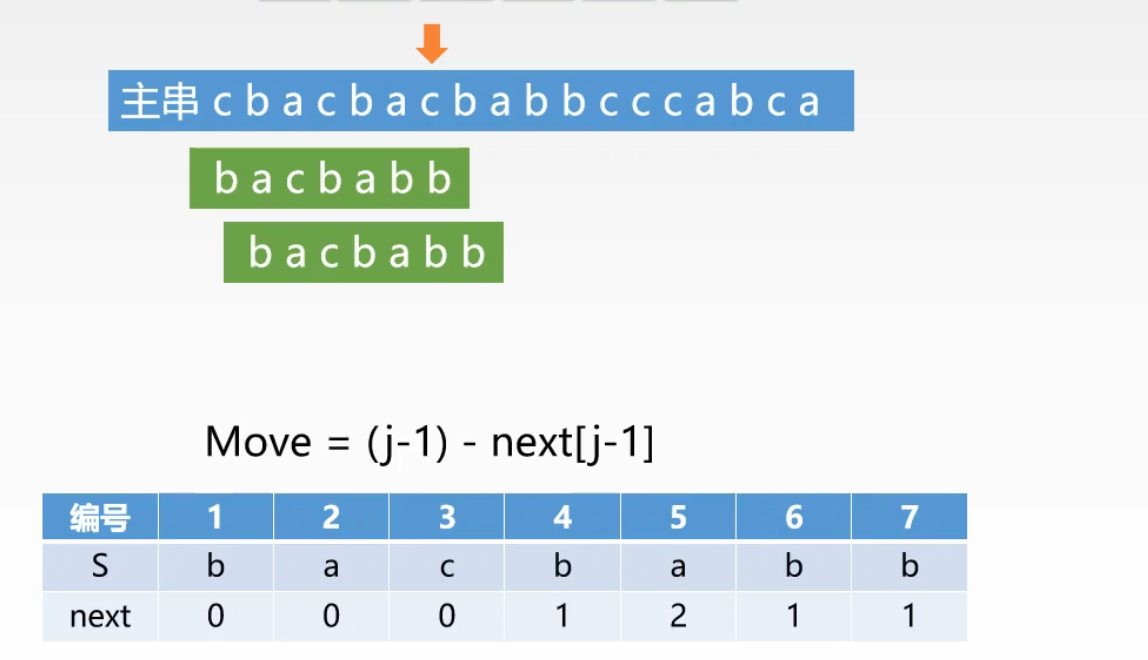 主串 c b a c b a c b a b b c c c a b c a
b a c b a b b
b a c b a b b
Move = (j-1) - next[j-1]
编号 1 2 3 4 5 6 7
S b a c b a b b
next 0 0 0 1 2 1 1